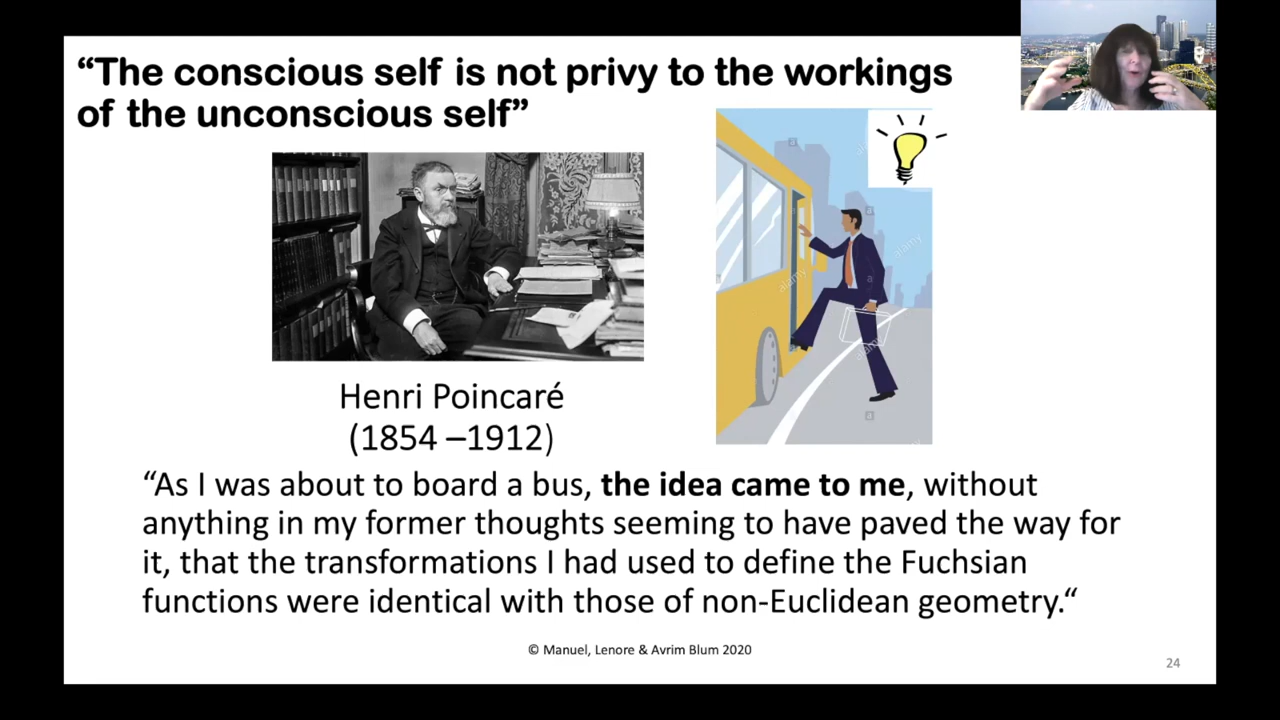 “The conscious self is not privy to the workings
of the unconscious self”
a
a
alamy
a
alamy
a
alamy
a
Henri Poincaré
(1854 –1912)
“As I was about to board a bus, the idea came to me, without
anything in my former thoughts seeming to have paved the way for
it, that the transformations I had used to define the Fuchsian
functions were identical with those of non-Euclidean geometry.“
© Manuel, Lenore & Avrim Blum 2020
24